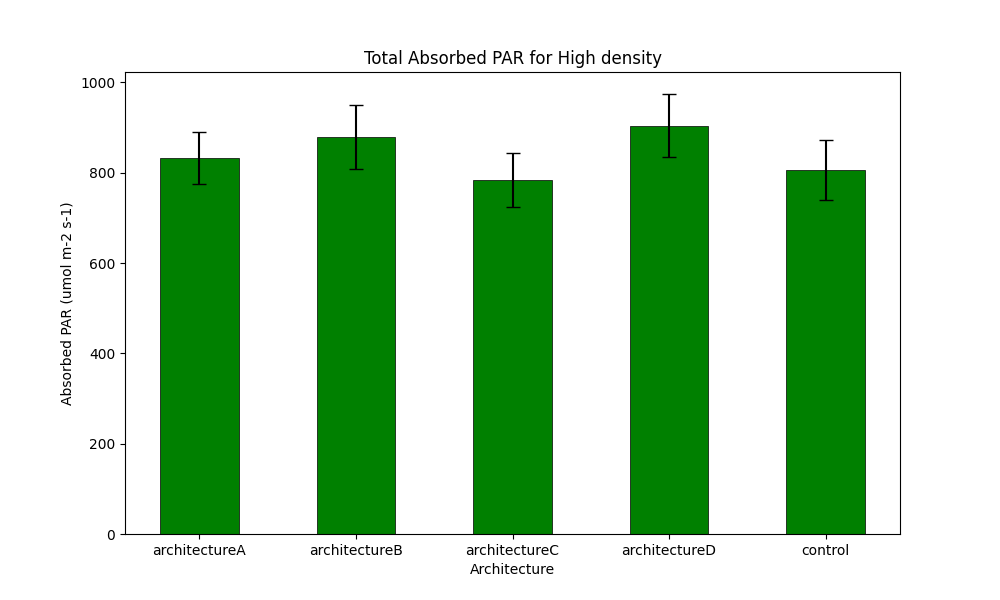 Total Absorbed PAR for High density
1000
800
600
400
200
0
Absorbed PAR (umol m-2 s-1)
architectureA
architectureB
architectureC
architectureD
control
Architecture